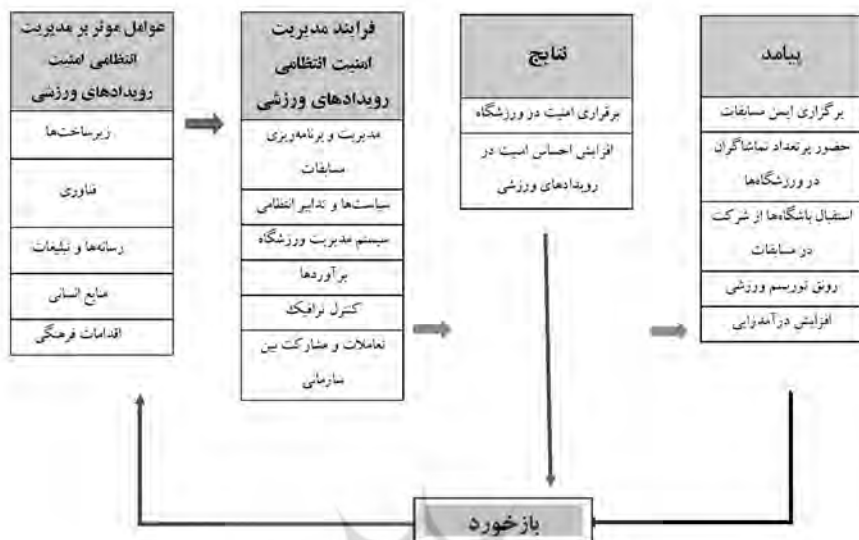 عوامل موثر بر مدیریت
انتظامی امنیت
رویدادهای ورزشی
زیرساخت‌ها
فناوری
رسانه‌ها و تبلیغات
منابع انسانی
اقدامات فرهنگی
فرایند مدیریت
امنیت انتظامی
رویدادهای ورزشی
مدیریت و برنامه‌ریزی
مسابقات
سیاست‌ها و تدابیر انتظامی
سیستم مدیریت ورزشگاه
برآوردها
کنترل ترافیک
تعاملات و مشارکت بین
سازمانی
نتایج
برقراری امنیت در ورزشگاه
افزایش احساس امنیت در
رویدادهای ورزشی
پیامد
برگزاری ایمن مسابقات
حضور پرتعداد تماشاگران
در ورزشگاه‌ها
استقبال باشگاه‌ها از شرکت
در مسابقات
رونق توریسم ورزشی
افزایش درآمدزایی
بازخورد